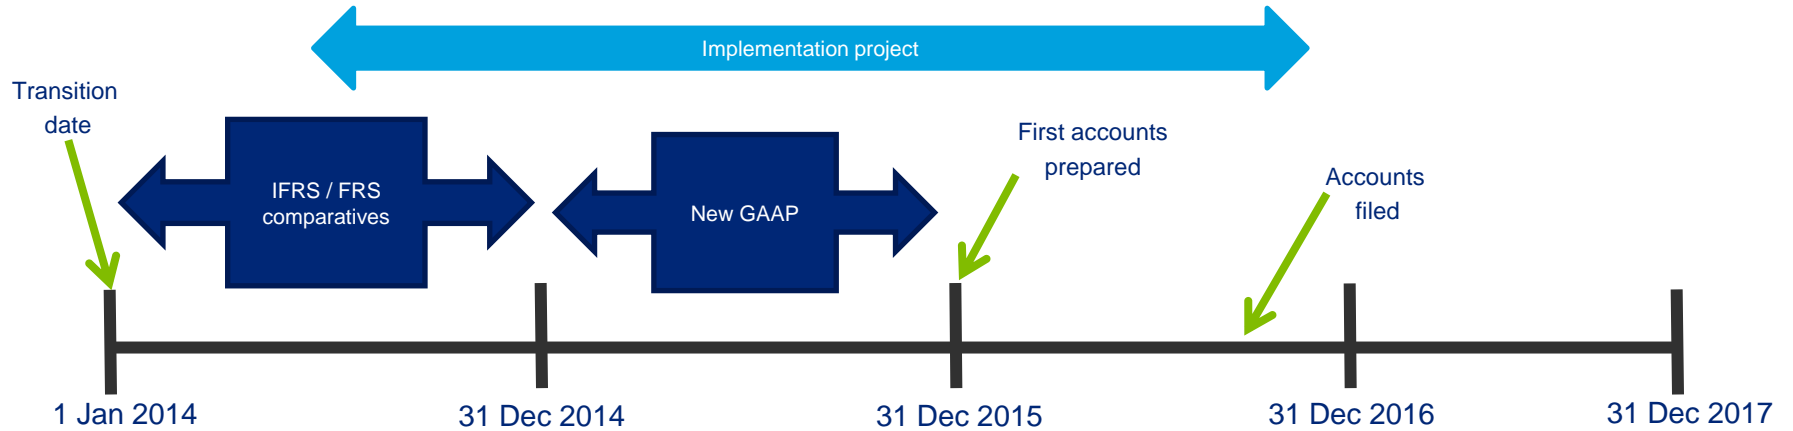 Implementation project
Transition
date
IFRS / FRS
comparatives
New GAAP
First accounts
prepared
Accounts
filed
1 Jan 2014
31 Dec 2014
31 Dec 2015
31 Dec 2016
31 Dec 2017